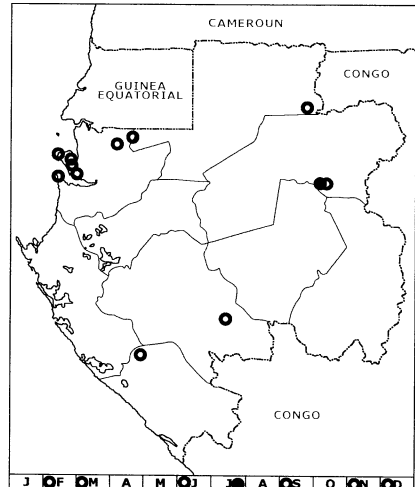 CAMEROUN
CONGO
GUINEA
EQUATORIAL
CONGO
J F M A M J J A S O N D